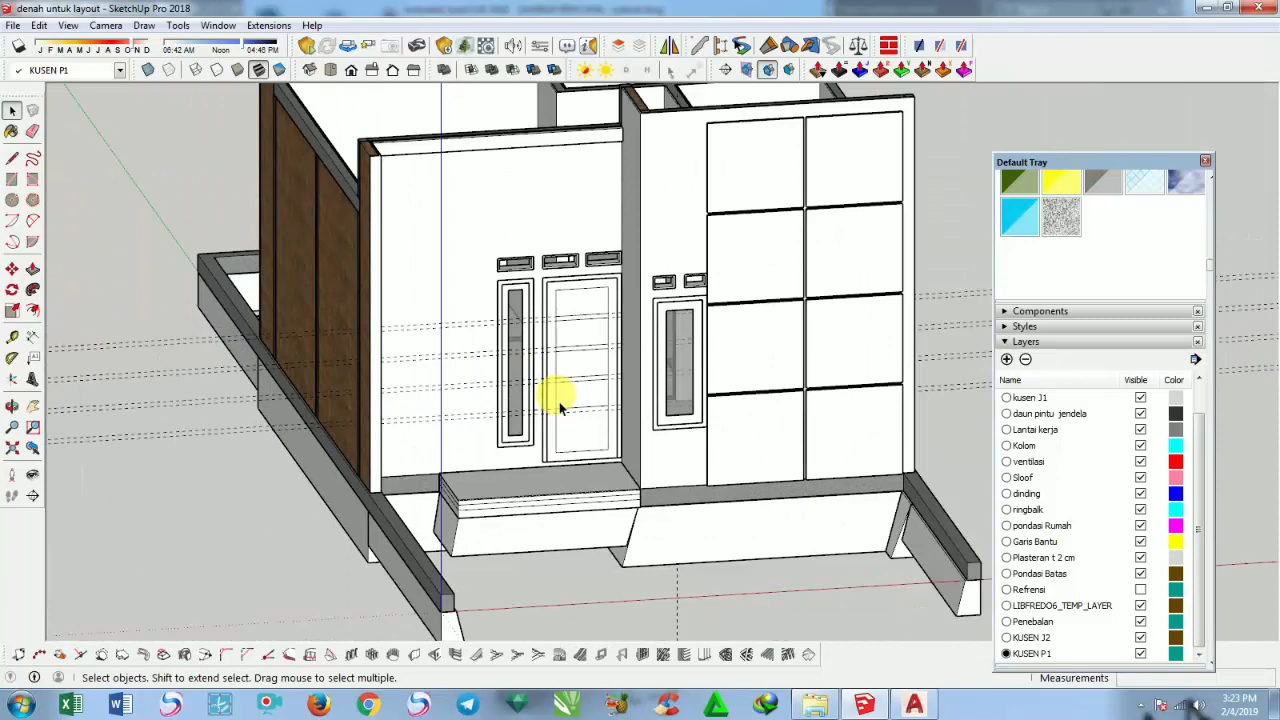 denah untuk layout - SketchUp Pro 2018
File Edit View Camera Draw Tools Window Extensions Help
J F M A M J J A S O N D 08:42 AM Noon 04:48 PM
KUSEN P1
Default Tray
Components
Styles
Layers
Name Visible Color
kusen J1
daun pintu jendela
Lantai kerja
Kolom
ventilasi
Sloof
dinding
ringbalk
pondasi Rumah
Garis Bantu
Plasteran t 2 cm
Pondasi Batas
Refrensi
LIBFREDO6_TEMP_LAYER
Penebalan
KUSEN J2
KUSEN P1
Select objects. Shift to extend select. Drag mouse to select multiple.
Measurements
3:23 PM
2/4/2019